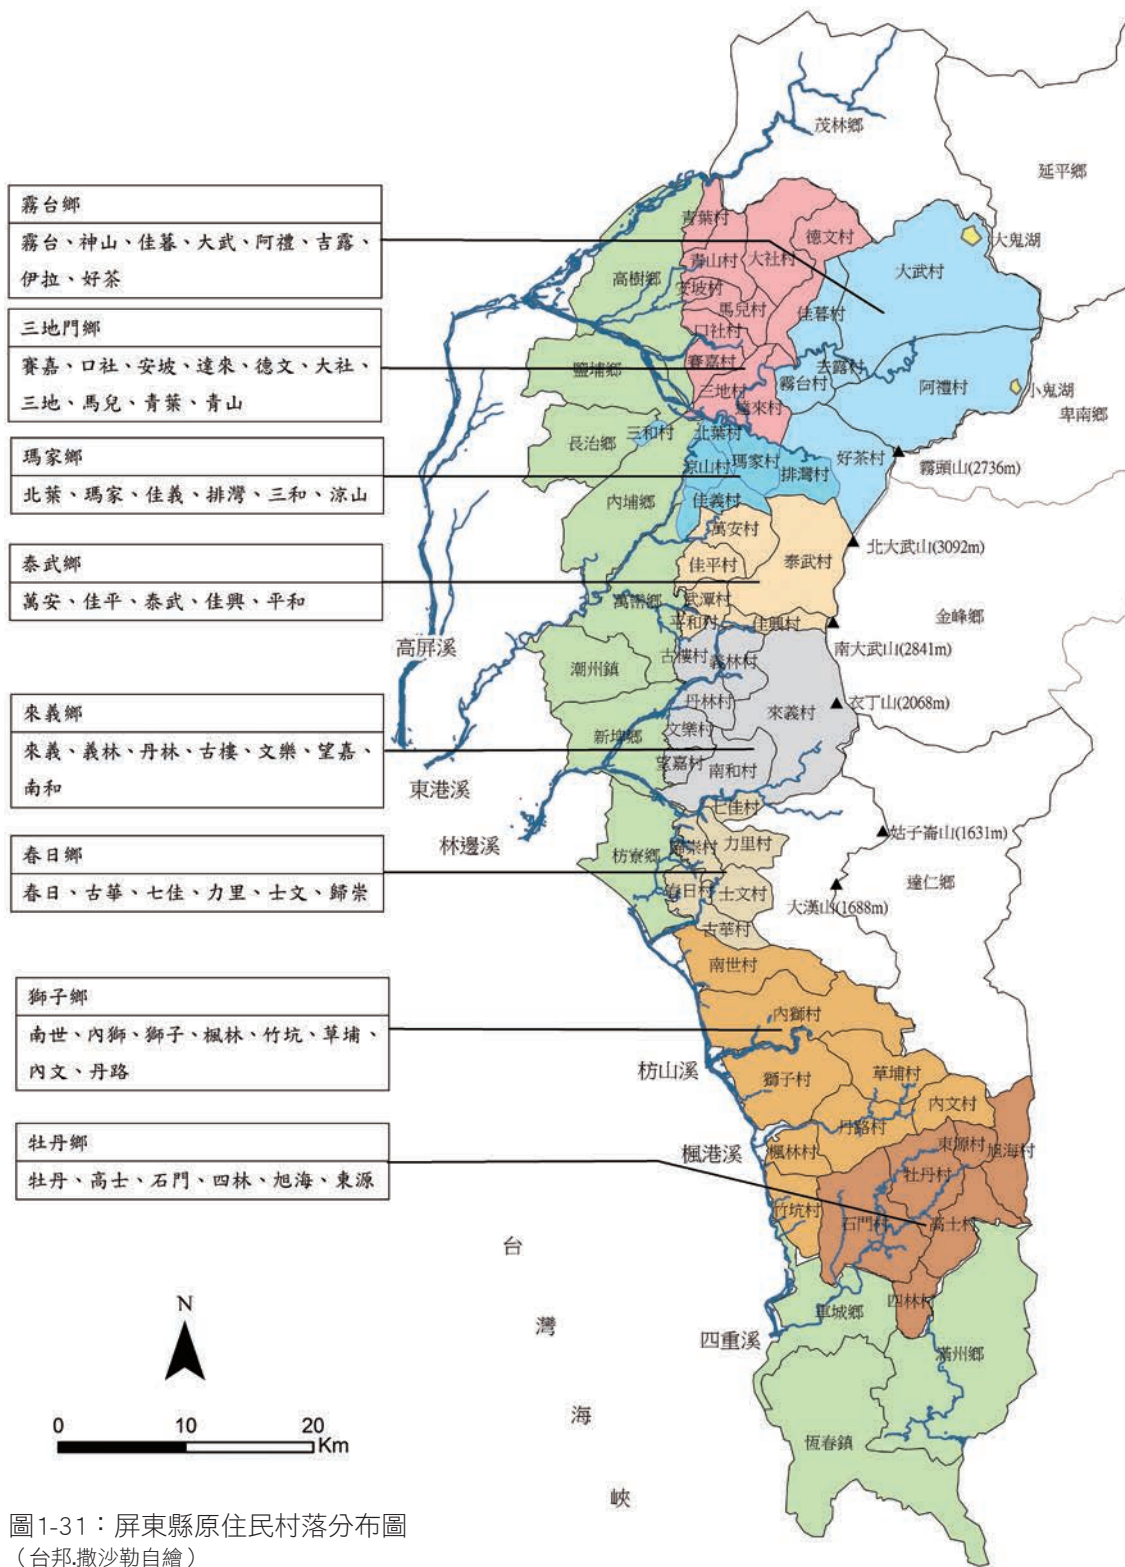 茂林鄉
延平鄉
霧台鄉
霧台、神山、佳暮、大武、阿禮、吉露、
伊拉、好茶
三地門鄉
賽嘉、口社、安坡、達來、德文、大社、
三地、馬兒、青葉、青山
瑪家鄉
北葉、瑪家、佳義、排灣、三和、涼山
泰武鄉
萬安、佳平、泰武、佳興、平和
來義鄉
來義、義林、丹林、古樓、文樂、望嘉、
南和
春日鄉
春日、古華、七佳、力里、士文、歸崇
獅子鄉
南世、內獅、獅子、楓林、竹坑、草埔、
內文、丹路
牡丹鄉
牡丹、高士、石門、四林、旭海、東源
青葉村
德文村
大鬼湖
青山村
大社村
大武村
高樹鄉
安坡村
馬兒村
佳暮村
口社村
鹽埔鄉
賽嘉村
去露村
霧台村
阿禮村
三地村
小鬼湖
達來村
卑南鄉
三和村
北葉村
長治鄉
好茶村
瑪家村
涼山村
排灣村
霧頭山(2736m)
內埔鄉
佳義村
萬安村
泰武村
北大武山(3092m)
佳平村
武潭村
萬巒鄉
平和村
佳興村
金峰鄉
高屏溪
南大武山(2841m)
古樓村
義林村
潮州鎮
丹林村
來義村
衣丁山(2068m)
文樂村
新埤鄉
望嘉村
南和村
東港溪
七佳村
林邊溪
歸崇村
力里村
姑子崙山(1631m)
枋寮鄉
春日村
士文村
達仁鄉
大漢山(1688m)
古華村
南世村
內獅村
枋山溪
獅子村
草埔村
內文村
丹路村
楓港溪
楓林村
東源村
旭海村
牡丹村
竹坑村
石門村
高士村
四林村
車城鄉
四重溪
滿州鄉
恆春鎮
台
灣
海
峽
N
0 10 20
Km
圖1-31：屏東縣原住民村落分布圖
（台邦.撒沙勒自繪）